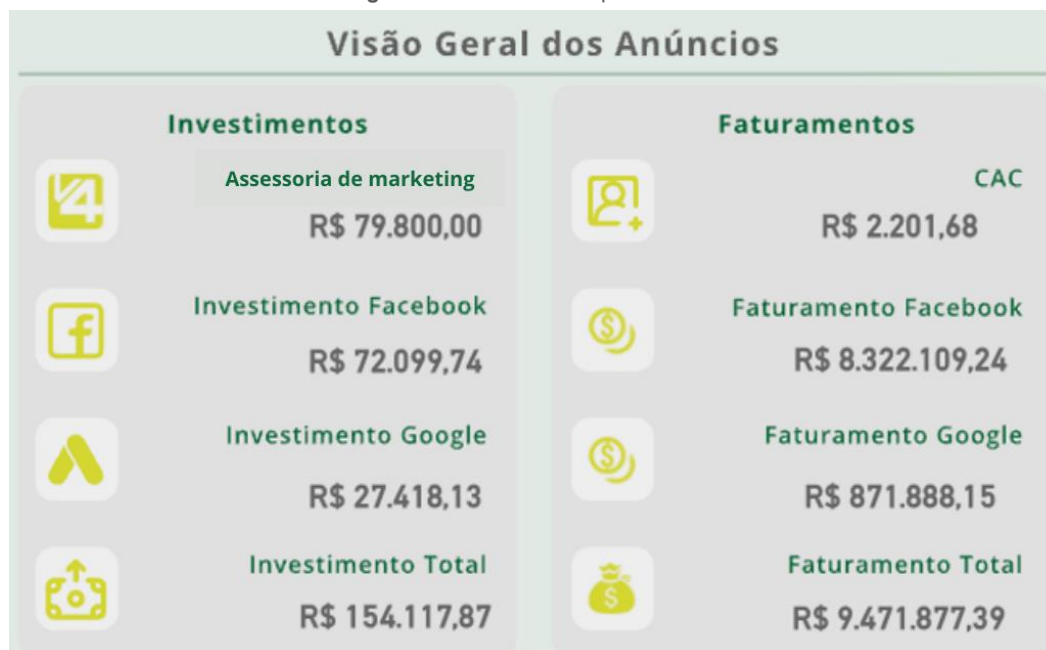 Visão Geral dos Anúncios
Investimentos
Assessoria de marketing
R$ 79.800,00
Investimento Facebook
R$ 72.099,74
Investimento Google
R$ 27.418,13
Investimento Total
R$ 154.117,87
Faturamentos
CAC
R$ 2.201,68
Faturamento Facebook
R$ 8.322.109,24
Faturamento Google
R$ 871.888,15
Faturamento Total
R$ 9.471.877,39